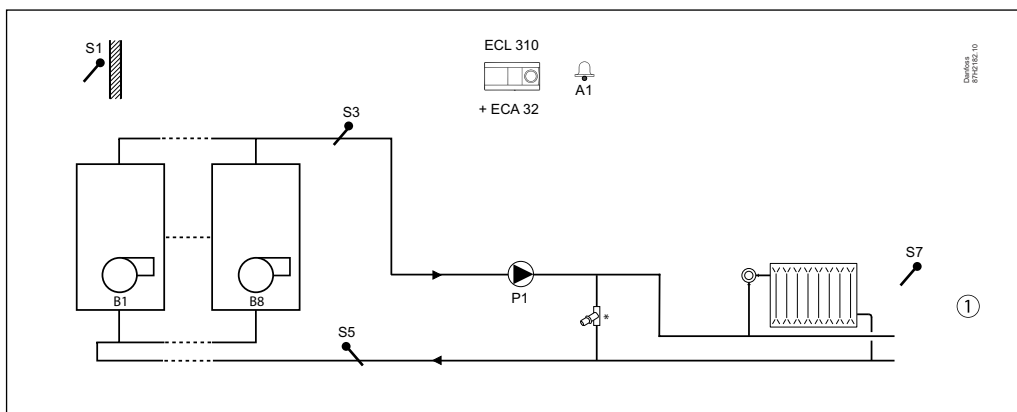 S1
ECL 310
A1
+ ECA 32
Danfoss
87H2182.10
S3
B1
B8
P1
*
S7
①
S5